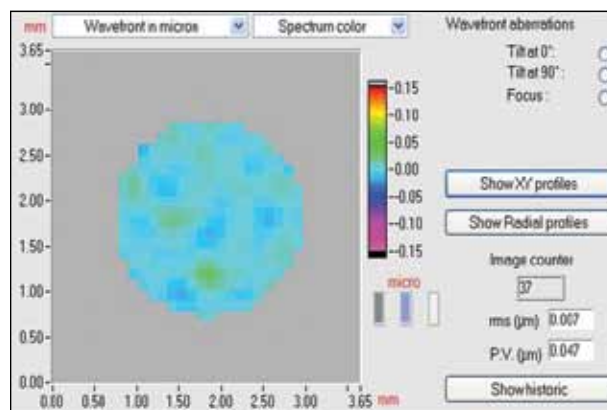 mm Wavefront in microns Spectrum color Wavefront aberrations
Tilt at 0°:
Tilt at 90°:
Focus:
3.65
3.00
2.50
2.00
1.50
1.00
0.50
0.00
0.00 0.50 1.00 1.50 2.00 2.50 3.00 3.65 mm
0.15
0.10
0.05
0.00
-0.05
-0.10
-0.15
micro
Show XY profiles
Show Radial profiles
Image counter
37
rms (µm) 0.007
P.V. (µm) 0.047
Show historic